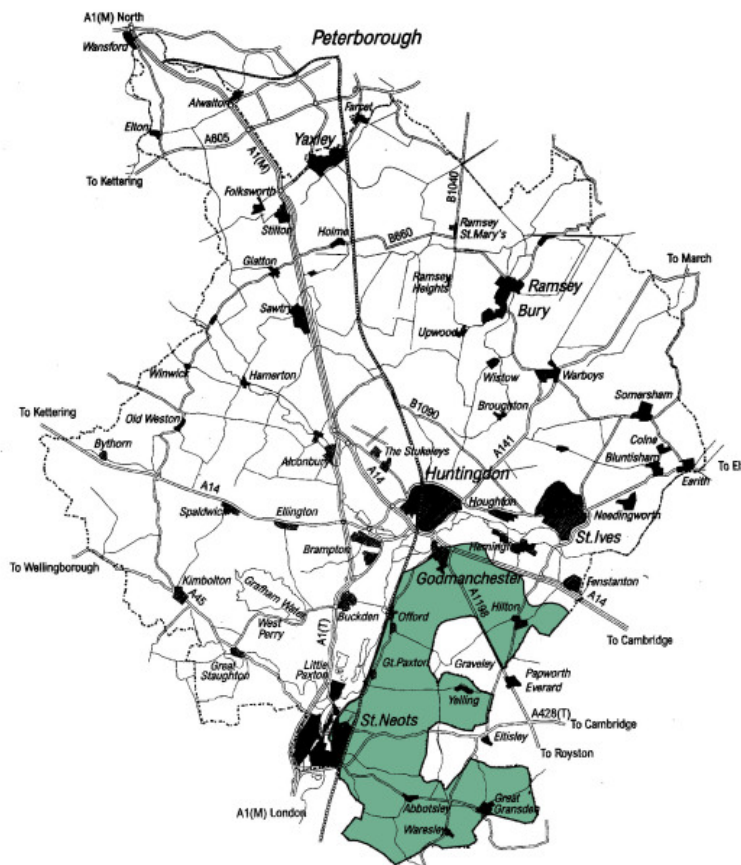 A1(M) North
Wansford
Peterborough
Alwalton
Farcet
Elton
A605
A1(M)
Yaxley
B1040
To Kettering
Folksworth
Stilton
Holme
B660
Ramsey
St.Mary's
Glatton
To March
Ramsey
Heights
Ramsey
Bury
Sawtry
Upwood
Winwick
Hamerton
Wistow
Warboys
To Kettering
Old Weston
B1090
Broughton
Somersham
Bythorn
A141
Colne
The Stukeleys
Alconbury
A14
Bluntisham
To El
Huntingdon
Earith
A14
Spaldwick
Ellington
Houghton
Needingworth
St.Ives
Brampton
Heming
To Wellingborough
Kimbolton
Godmanchester
Fenstanton
A14
Grafham Water
A45
A1198
Buckden
Offord
Hilton
To Cambridge
West
Perry
A1(T)
Great
Staughton
Little
Paxton
Gt.Paxton
Graveley
Papworth
Everard
Yelling
St.Neots
A428(T)
To Cambridge
Eltisley
To Royston
A1(M) London
Abbotsley
Great
Gransden
Waresley